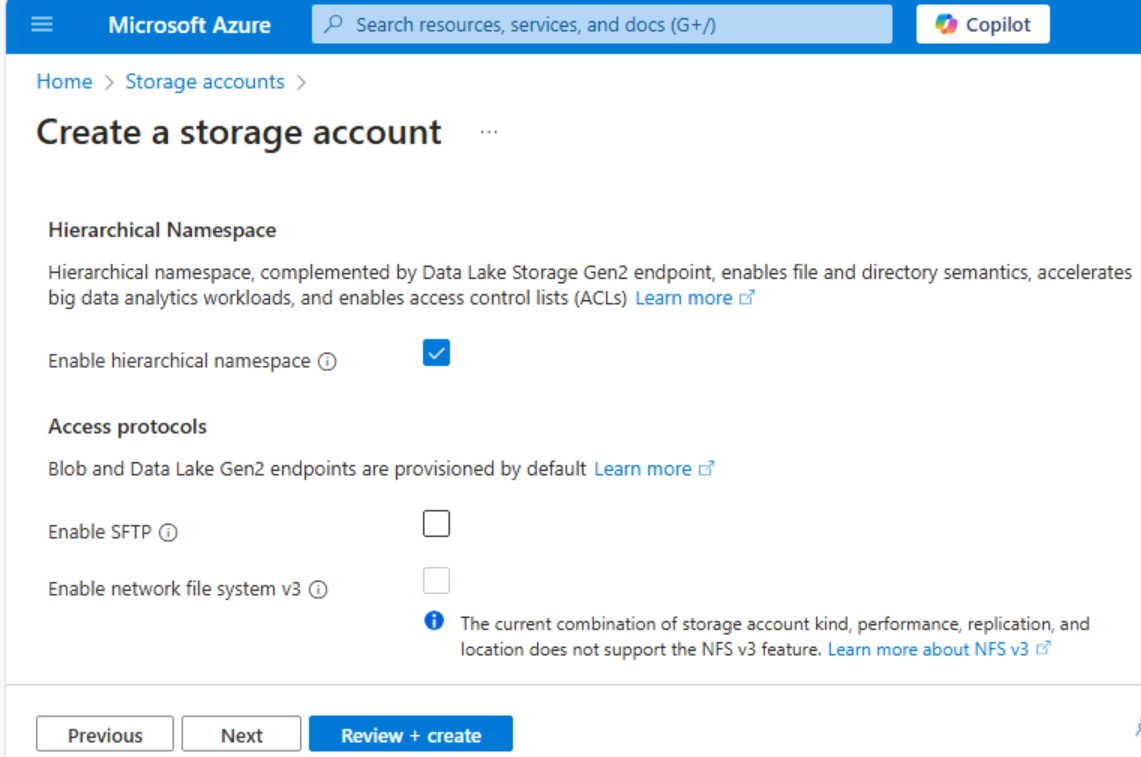 Microsoft Azure
Search resources, services, and docs (G+/)
Copilot
Home > Storage accounts >
Create a storage account ...
Hierarchical Namespace
Hierarchical namespace, complemented by Data Lake Storage Gen2 endpoint, enables file and directory semantics, accelerates
big data analytics workloads, and enables access control lists (ACLs) Learn more
Enable hierarchical namespace
Access protocols
Blob and Data Lake Gen2 endpoints are provisioned by default Learn more
Enable SFTP
Enable network file system v3
The current combination of storage account kind, performance, replication, and
location does not support the NFS v3 feature. Learn more about NFS v3
Previous
Next
Review + create